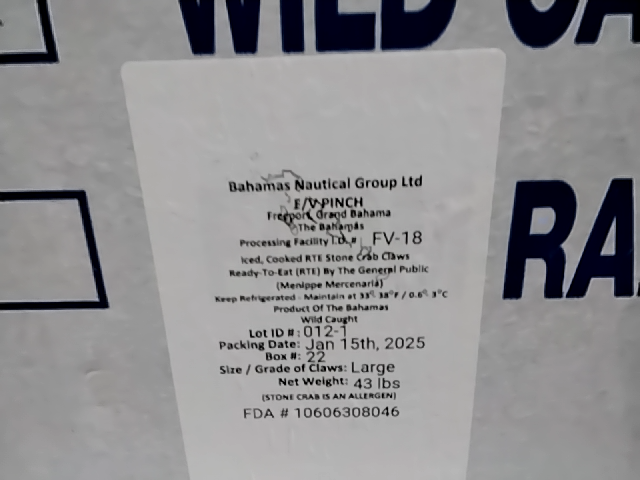 WILD CA
Bahamas Nautical Group Ltd
F/V PINCH
Freeport, Grand Bahama
The Bahamas
Processing Facility I.D. # FV-18
Iced, Cooked RTE Stone Crab Claws
Ready-To-Eat (RTE) By The General Public
(Menippe Mercenaria)
Keep Refrigerated - Maintain at 33° 38°F / 0.6° 3°C
Product Of The Bahamas
Wild Caught
Lot ID #: 012-1
Packing Date: Jan 15th, 2025
Box #: 22
Size / Grade of Claws: Large
Net Weight: 43 lbs
(STONE CRAB IS AN ALLERGEN)
FDA # 10606308046
RA